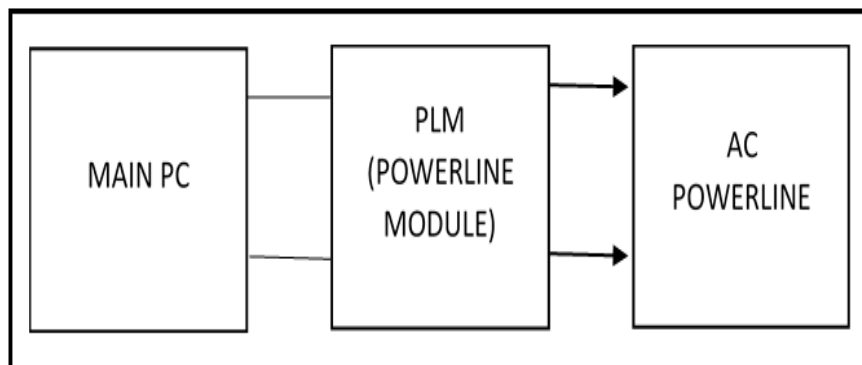 MAIN PC
PLM
(POWERLINE
MODULE)
AC
POWERLINE